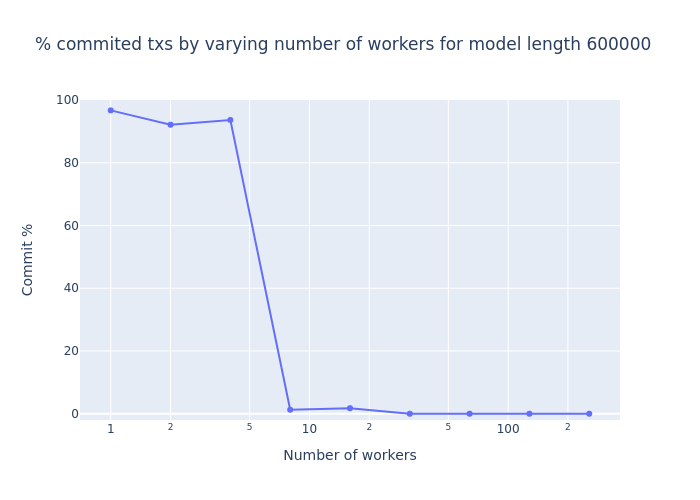 % commited txs by varying number of workers for model length 600000
100
80
60
40
20
0
Commit %
1 2 5 10 2 5 100 2
Number of workers